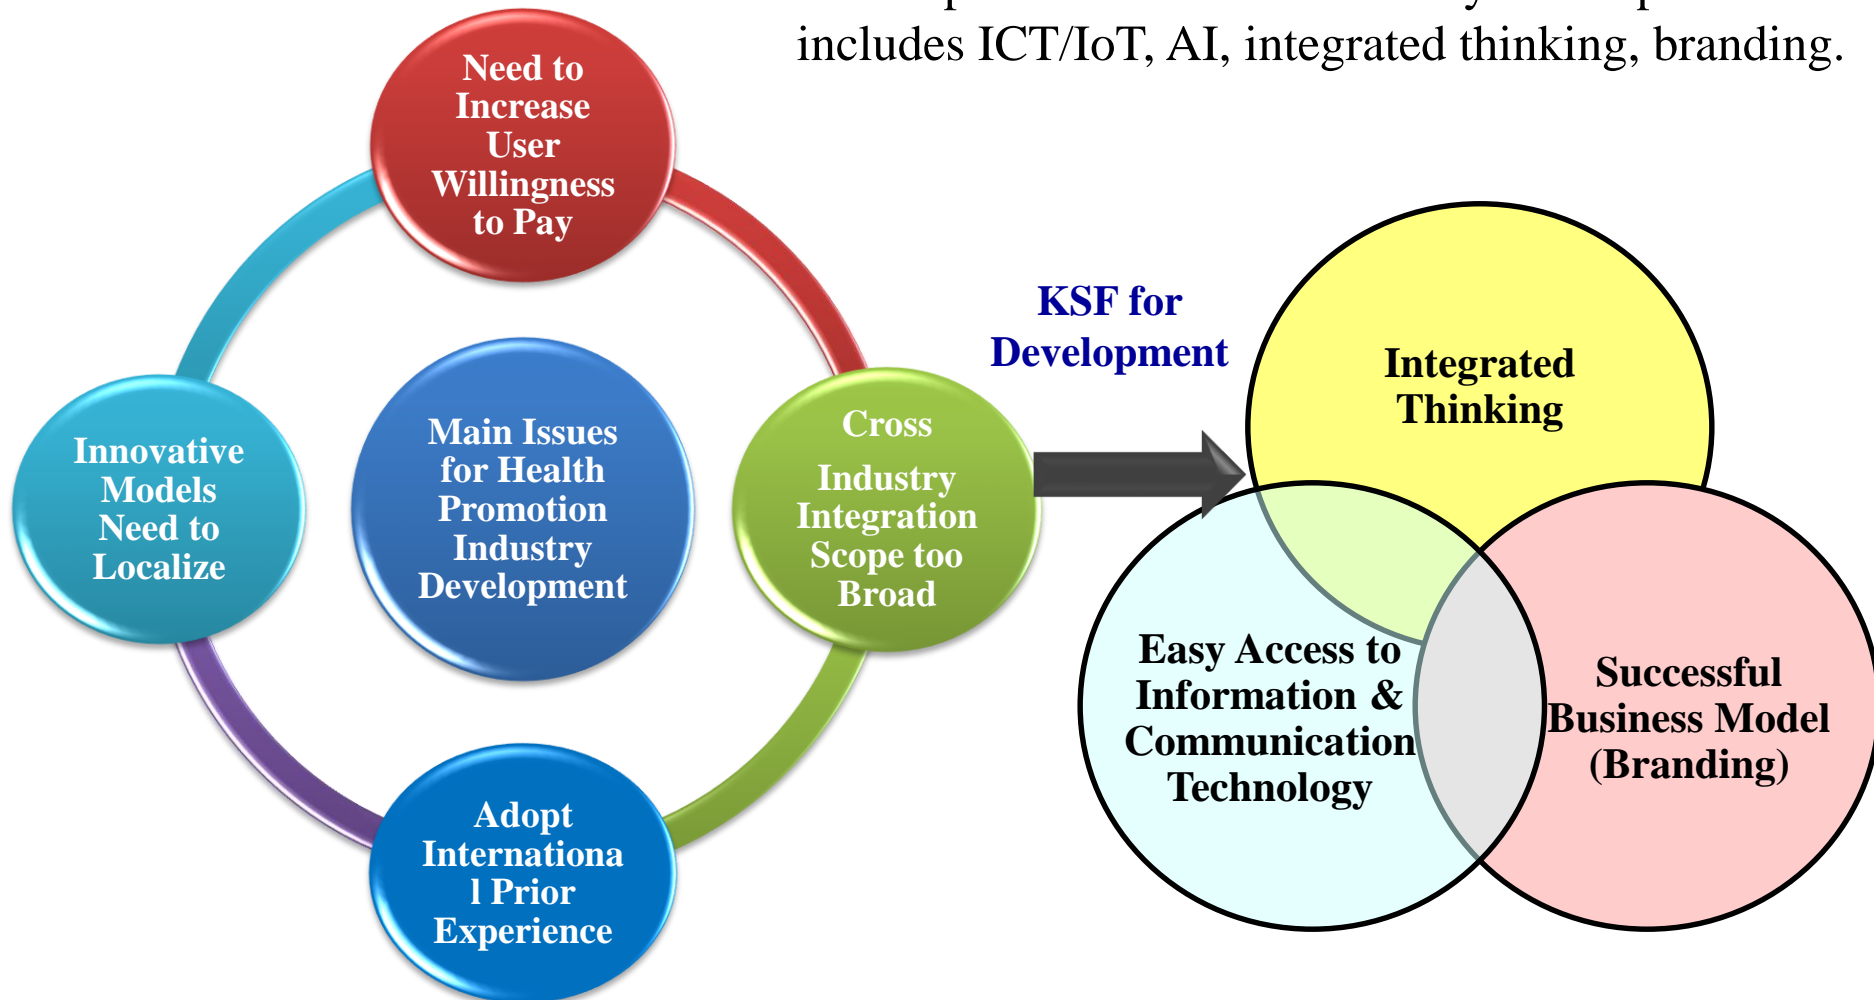 includes ICT/IoT, AI, integrated thinking, branding.
Need to
Increase
User
Willingness
to Pay
Innovative
Models
Need to
Localize
Main Issues
for Health
Promotion
Industry
Development
Cross
Industry
Integration
Scope too
Broad
Adopt
Internationa
l Prior
Experience
KSF for
Development
Integrated
Thinking
Easy Access to
Information &
Communication
Technology
Successful
Business Model
(Branding)